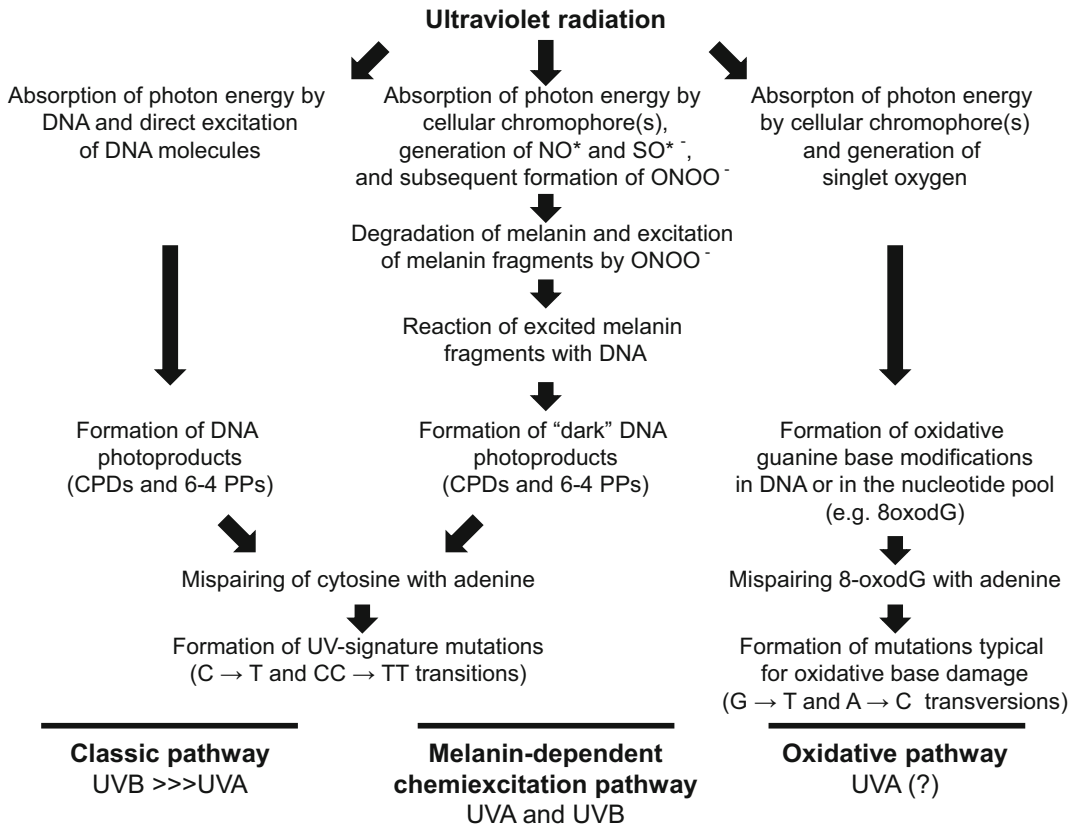 Ultraviolet radiation
Absorption of photon energy by
DNA and direct excitation
of DNA molecules
Absorption of photon energy by
cellular chromophore(s),
generation of NO* and SO* -,
and subsequent formation of ONOO -
Degradation of melanin and excitation
of melanin fragments by ONOO -
Reaction of excited melanin
fragments with DNA
Absorpton of photon energy
by cellular chromophore(s)
and generation of
singlet oxygen
Formation of DNA
photoproducts
(CPDs and 6-4 PPs)
Formation of “dark” DNA
photoproducts
(CPDs and 6-4 PPs)
Formation of oxidative
guanine base modifications
in DNA or in the nucleotide pool
(e.g. 8oxodG)
Mispairing of cytosine with adenine
Mispairing 8-oxodG with adenine
Formation of UV-signature mutations
(C → T and CC → TT transitions)
Formation of mutations typical
for oxidative base damage
(G → T and A → C transversions)
Classic pathway
UVB >>>UVA
Melanin-dependent
chemiexcitation pathway
UVA and UVB
Oxidative pathway
UVA (?)